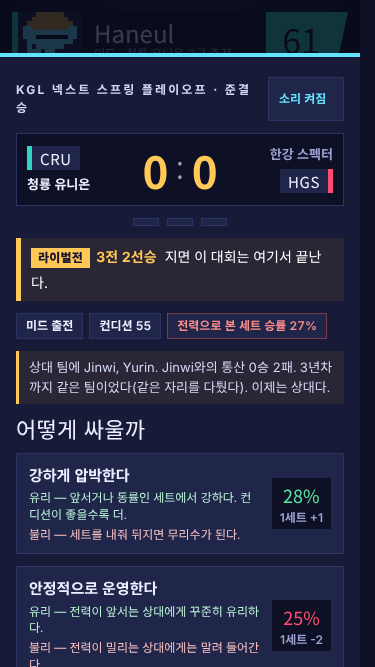 Haneul
61
KGL 넥스트 스프링 플레이오프 · 준결
승
소리 켜짐
CRU
청룡 유니온
0 : 0
한강 스펙터
HGS
라이벌전 3전 2선승 지면 이 대회는 여기서 끝난
다.
미드 출전
컨디션 55
전력으로 본 세트 승률 27%
상대 팀에 Jinwi, Yurin. Jinwi와의 통산 0승 2패. 3년차
까지 같은 팀이었다(같은 자리를 다퉜다). 이제는 상대다.
어떻게 싸울까
강하게 압박한다
유리 — 앞서거나 동률인 세트에서 강하다. 컨
디션이 좋을수록 더.
불리 — 세트를 내줘 뒤지면 무리수가 된다.
28%
1세트 +1
안정적으로 운영한다
유리 — 전력이 앞서는 상대에게 꾸준히 유리하
다.
불리 — 전력이 밀리는 상대에게는 말려 들어간
다.
25%
1세트 -2